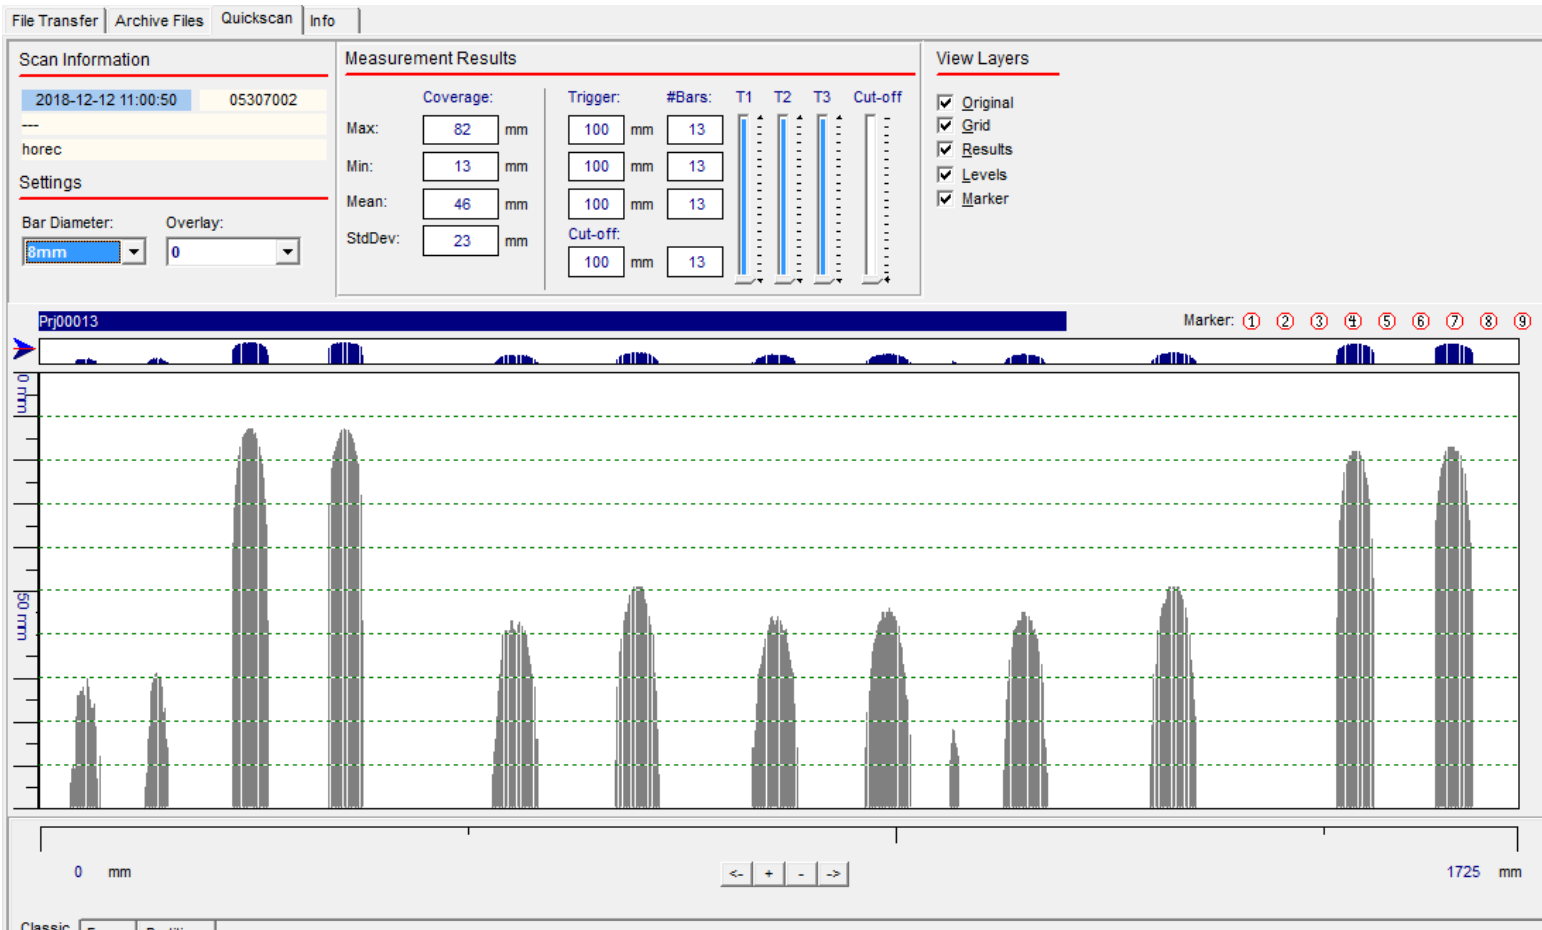 File Transfer Archive Files Quickscan Info
Scan Information Measurement Results View Layers
2018-12-12 11:00:50 05307002 Coverage: Trigger: #Bars: T1 T2 T3 Cut-off Original
--- Max: 82 mm 100 mm 13 Grid
horec Min: 13 mm 100 mm 13 Results
Settings Levels
Bar Diameter: Overlay: Mean: 46 mm 100 mm 13 Marker
8mm 0 StdDev: 23 mm Cut-off:
100 mm 13
Prj00013 Marker: 1 2 3 4 5 6 7 8 9
0 mm
50 mm
0 mm <- + - -> 1725 mm
Classic